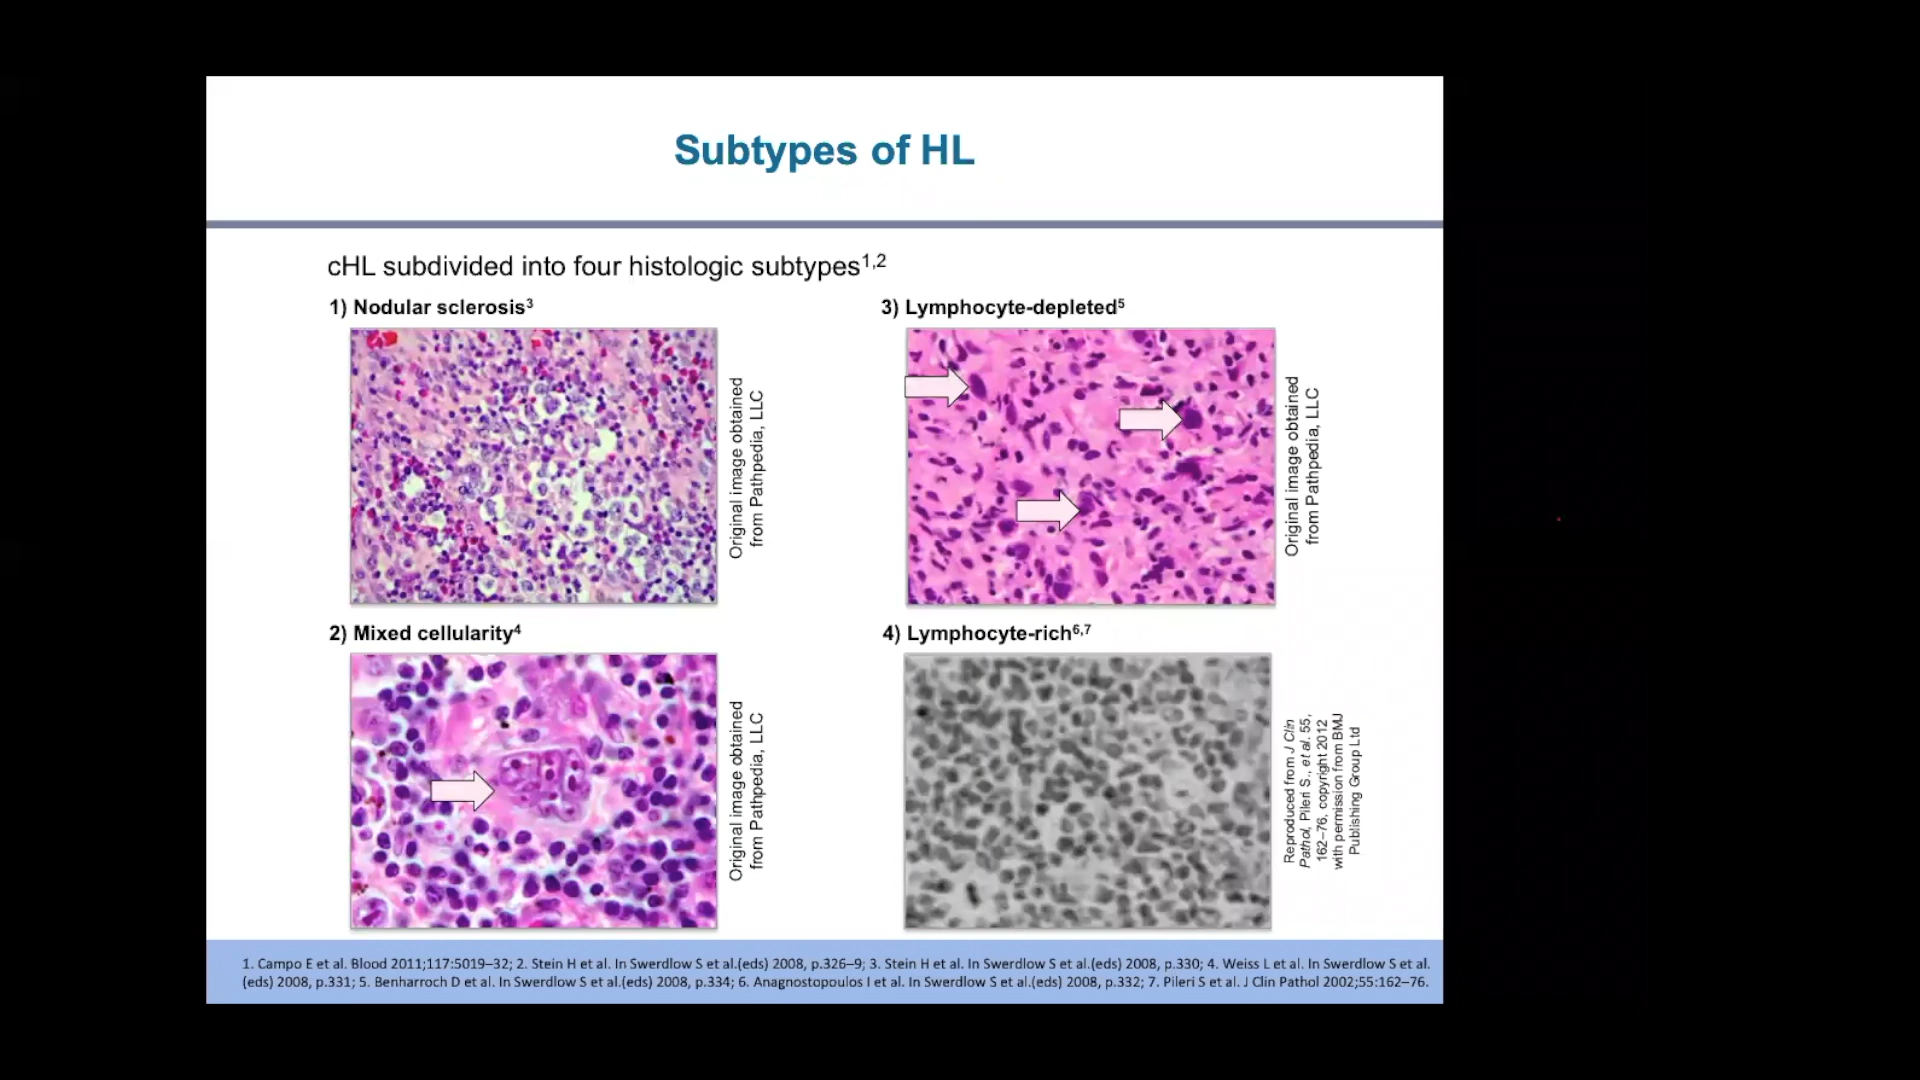 Subtypes of HL
cHL subdivided into four histologic subtypes1,2
1) Nodular sclerosis3
Original image obtained
from Pathpedia, LLC
3) Lymphocyte-depleted5
Original image obtained
from Pathpedia, LLC
2) Mixed cellularity4
Original image obtained
from Pathpedia, LLC
4) Lymphocyte-rich6,7
Reproduced from J Clin
Pathol, Pileri S., et al. 55,
162–76, copyright 2012
with permission from BMJ
Publishing Group Ltd
1. Campo E et al. Blood 2011;117:5019–32; 2. Stein H et al. In Swerdlow S et al.(eds) 2008, p.326–9; 3. Stein H et al. In Swerdlow S et al.(eds) 2008, p.330; 4. Weiss L et al. In Swerdlow S et al.
(eds) 2008, p.331; 5. Benharroch D et al. In Swerdlow S et al.(eds) 2008, p.334; 6. Anagnostopoulos I et al. In Swerdlow S et al.(eds) 2008, p.332; 7. Pileri S et al. J Clin Pathol 2002;55:162–76.